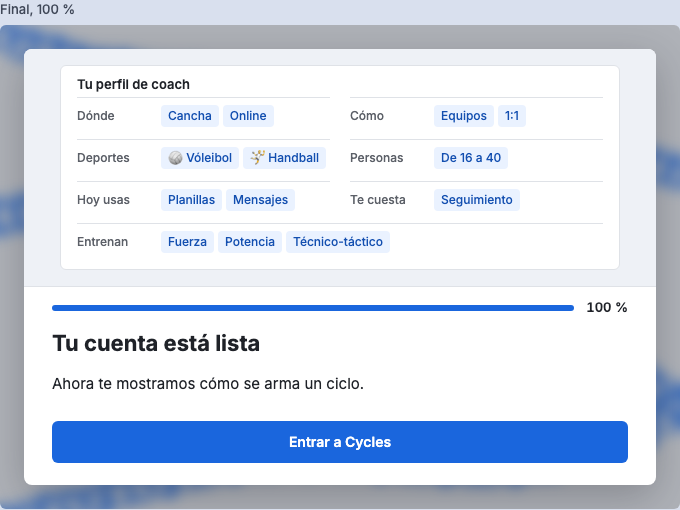 Final, 100 %
Tu perfil de coach
Dónde Cancha Online Cómo Equipos 1:1
Deportes Vóleibol Handball Personas De 16 a 40
Hoy usas Planillas Mensajes Te cuesta Seguimiento
Entrenan Fuerza Potencia Técnico-táctico
100 %
Tu cuenta está lista
Ahora te mostramos cómo se arma un ciclo.
Entrar a Cycles